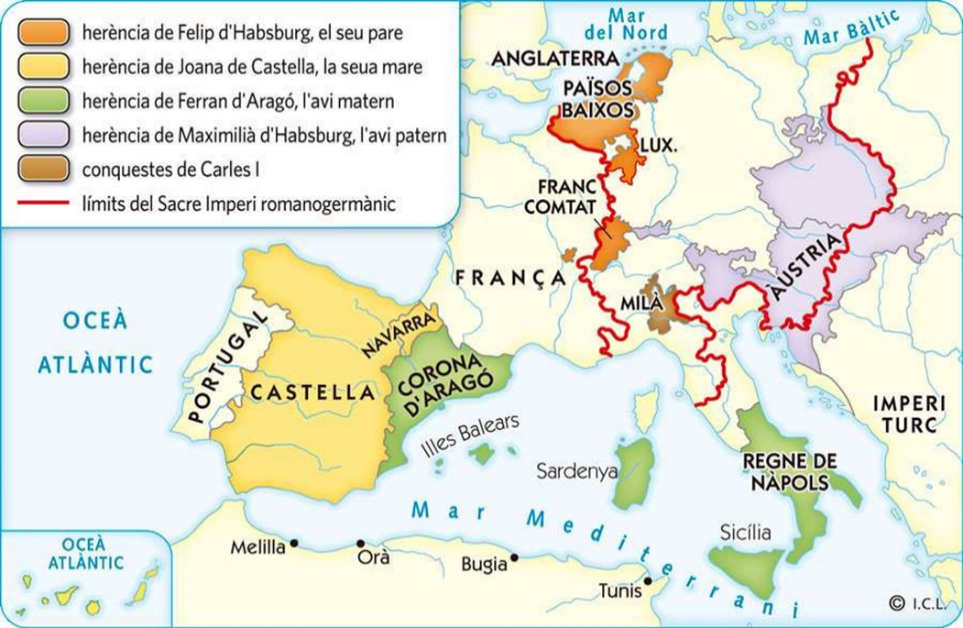 herència de Felip d'Habsburg, el seu pare
herència de Joana de Castella, la seua mare
herència de Ferran d'Aragó, l'avi matern
herència de Maximilià d'Habsburg, l'avi patern
conquestes de Carles I
límits del Sacre Imperi romanogermànic
Mar
del Nord
Mar Bàltic
ANGLATERRA
PAÏSOS
BAIXOS
LUX.
FRANC
COMTAT
FRANÇA
MILÀ
ÀUSTRIA
OCEÀ
ATLÀNTIC
PORTUGAL
CASTELLA
NAVARRA
CORONA
D'ARAGÓ
Illes Balears
Sardenya
IMPERI
TURC
REGNE DE
NÀPOLS
Sicília
Mar Mediterrani
Melilla
Orà
Bugia
Tunis
OCEÀ
ATLÀNTIC
© I.C.L.